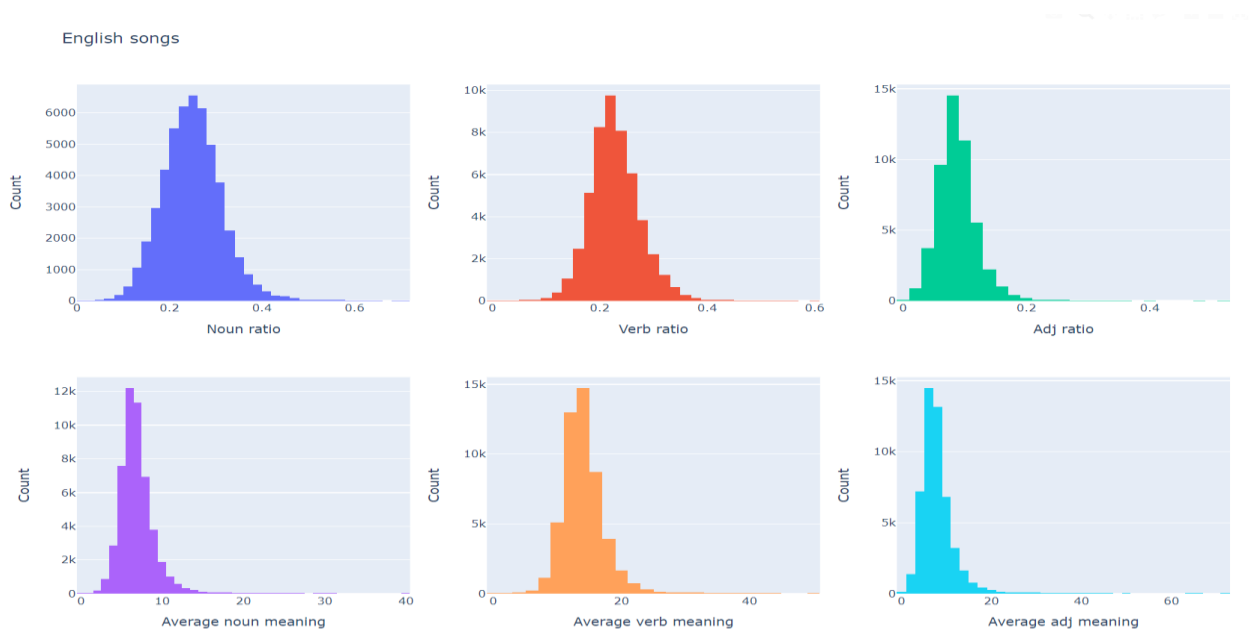 English songs
6000
5000
4000
3000
2000
1000
0
Count
0 0.2 0.4 0.6
Noun ratio
10k
8k
6k
4k
2k
0
Count
0 0.2 0.4 0.6
Verb ratio
15k
10k
5k
0
Count
0 0.2 0.4
Adj ratio
12k
10k
8k
6k
4k
2k
0
Count
0 10 20 30 40
Average noun meaning
15k
10k
5k
0
Count
0 20 40
Average verb meaning
15k
10k
5k
0
Count
0 20 40 60
Average adj meaning